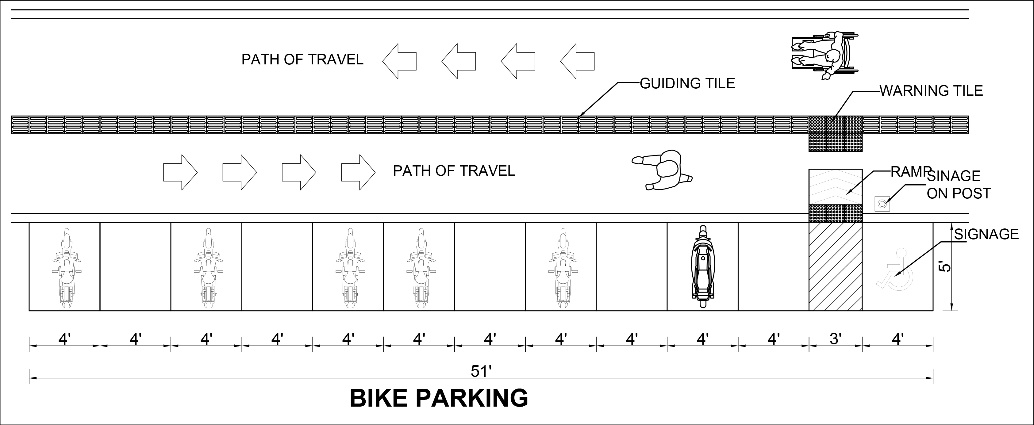 PATH OF TRAVEL
GUIDING TILE
WARNING TILE
PATH OF TRAVEL
RAMP
SINAGE
ON POST
SIGNAGE
5'
4' 4' 4' 4' 4' 4' 4' 4' 4' 4' 4' 3' 4'
51'
BIKE PARKING